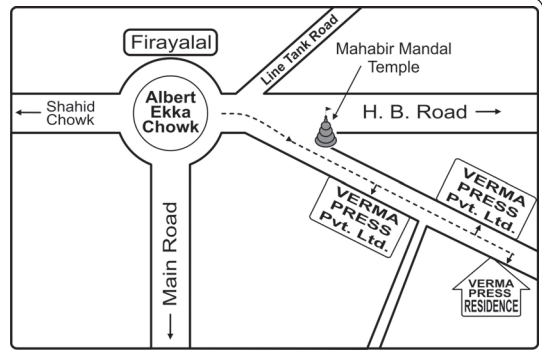 Firayalal
Line Tank Road
Mahabir Mandal
Temple
Shahid
Chowk
Albert
Ekka
Chowk
H. B. Road
VERMA
PRESS
Pvt. Ltd.
VERMA
PRESS
Pvt. Ltd.
Main Road
VERMA
PRESS
RESIDENCE